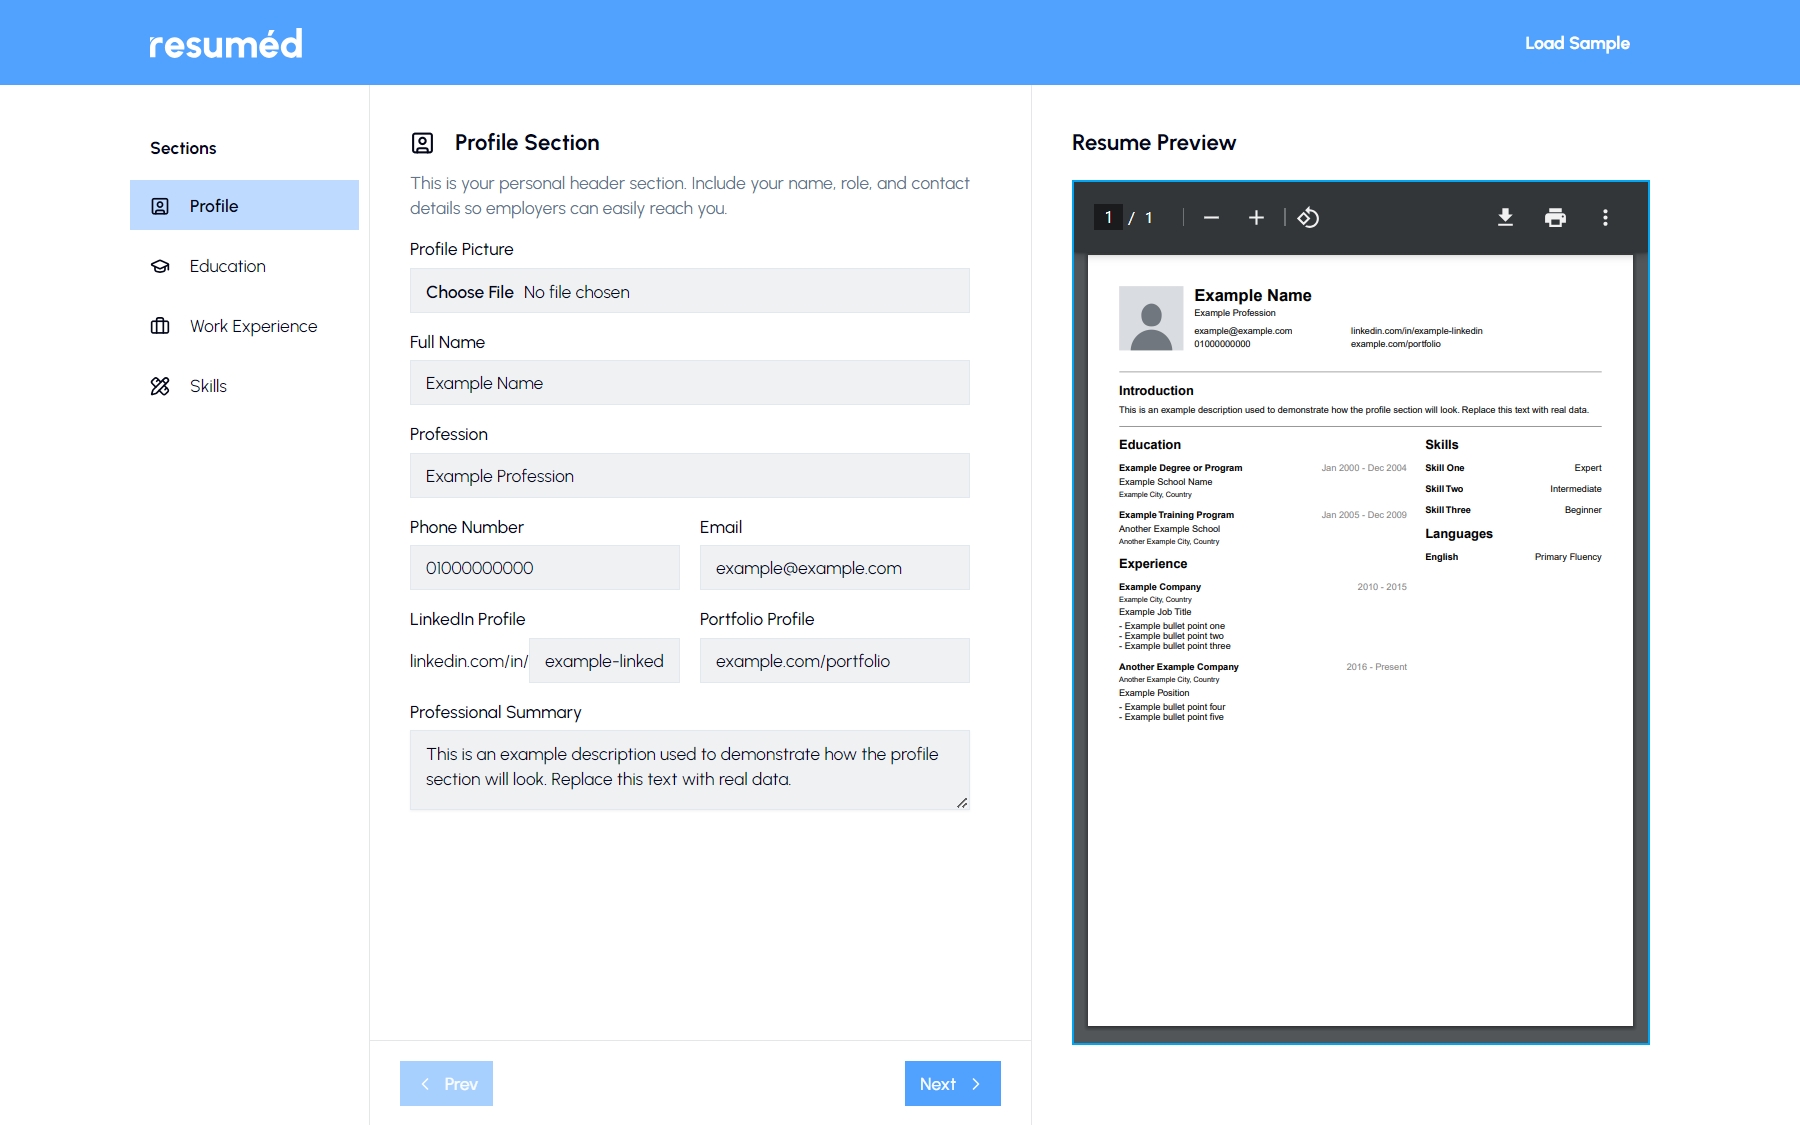 resuméd
Load Sample
Sections
Profile
Education
Work Experience
Skills
Profile Section
This is your personal header section. Include your name, role, and contact
details so employers can easily reach you.
Profile Picture
Choose File No file chosen
Full Name
Example Name
Profession
Example Profession
Phone Number
Email
01000000000
example@example.com
LinkedIn Profile
Portfolio Profile
linkedin.com/in/ example-linked
example.com/portfolio
Professional Summary
This is an example description used to demonstrate how the profile
section will look. Replace this text with real data.
Prev
Next
Resume Preview
1 / 1
Example Name
Example Profession
example@example.com
linkedin.com/in/example-linkedin
01000000000
example.com/portfolio
Introduction
This is an example description used to demonstrate how the profile section will look. Replace this text with real data.
Education
Example Degree or Program Jan 2000 - Dec 2004
Example School Name
Example City, Country
Example Training Program Jan 2005 - Dec 2009
Another Example School
Another Example City, Country
Experience
Example Company 2010 - 2015
Example City, Country
Example Job Title
- Example bullet point one
- Example bullet point two
- Example bullet point three
Another Example Company 2016 - Present
Another Example City, Country
Example Position
- Example bullet point four
- Example bullet point five
Skills
Skill One Expert
Skill Two Intermediate
Skill Three Beginner
Languages
English Primary Fluency